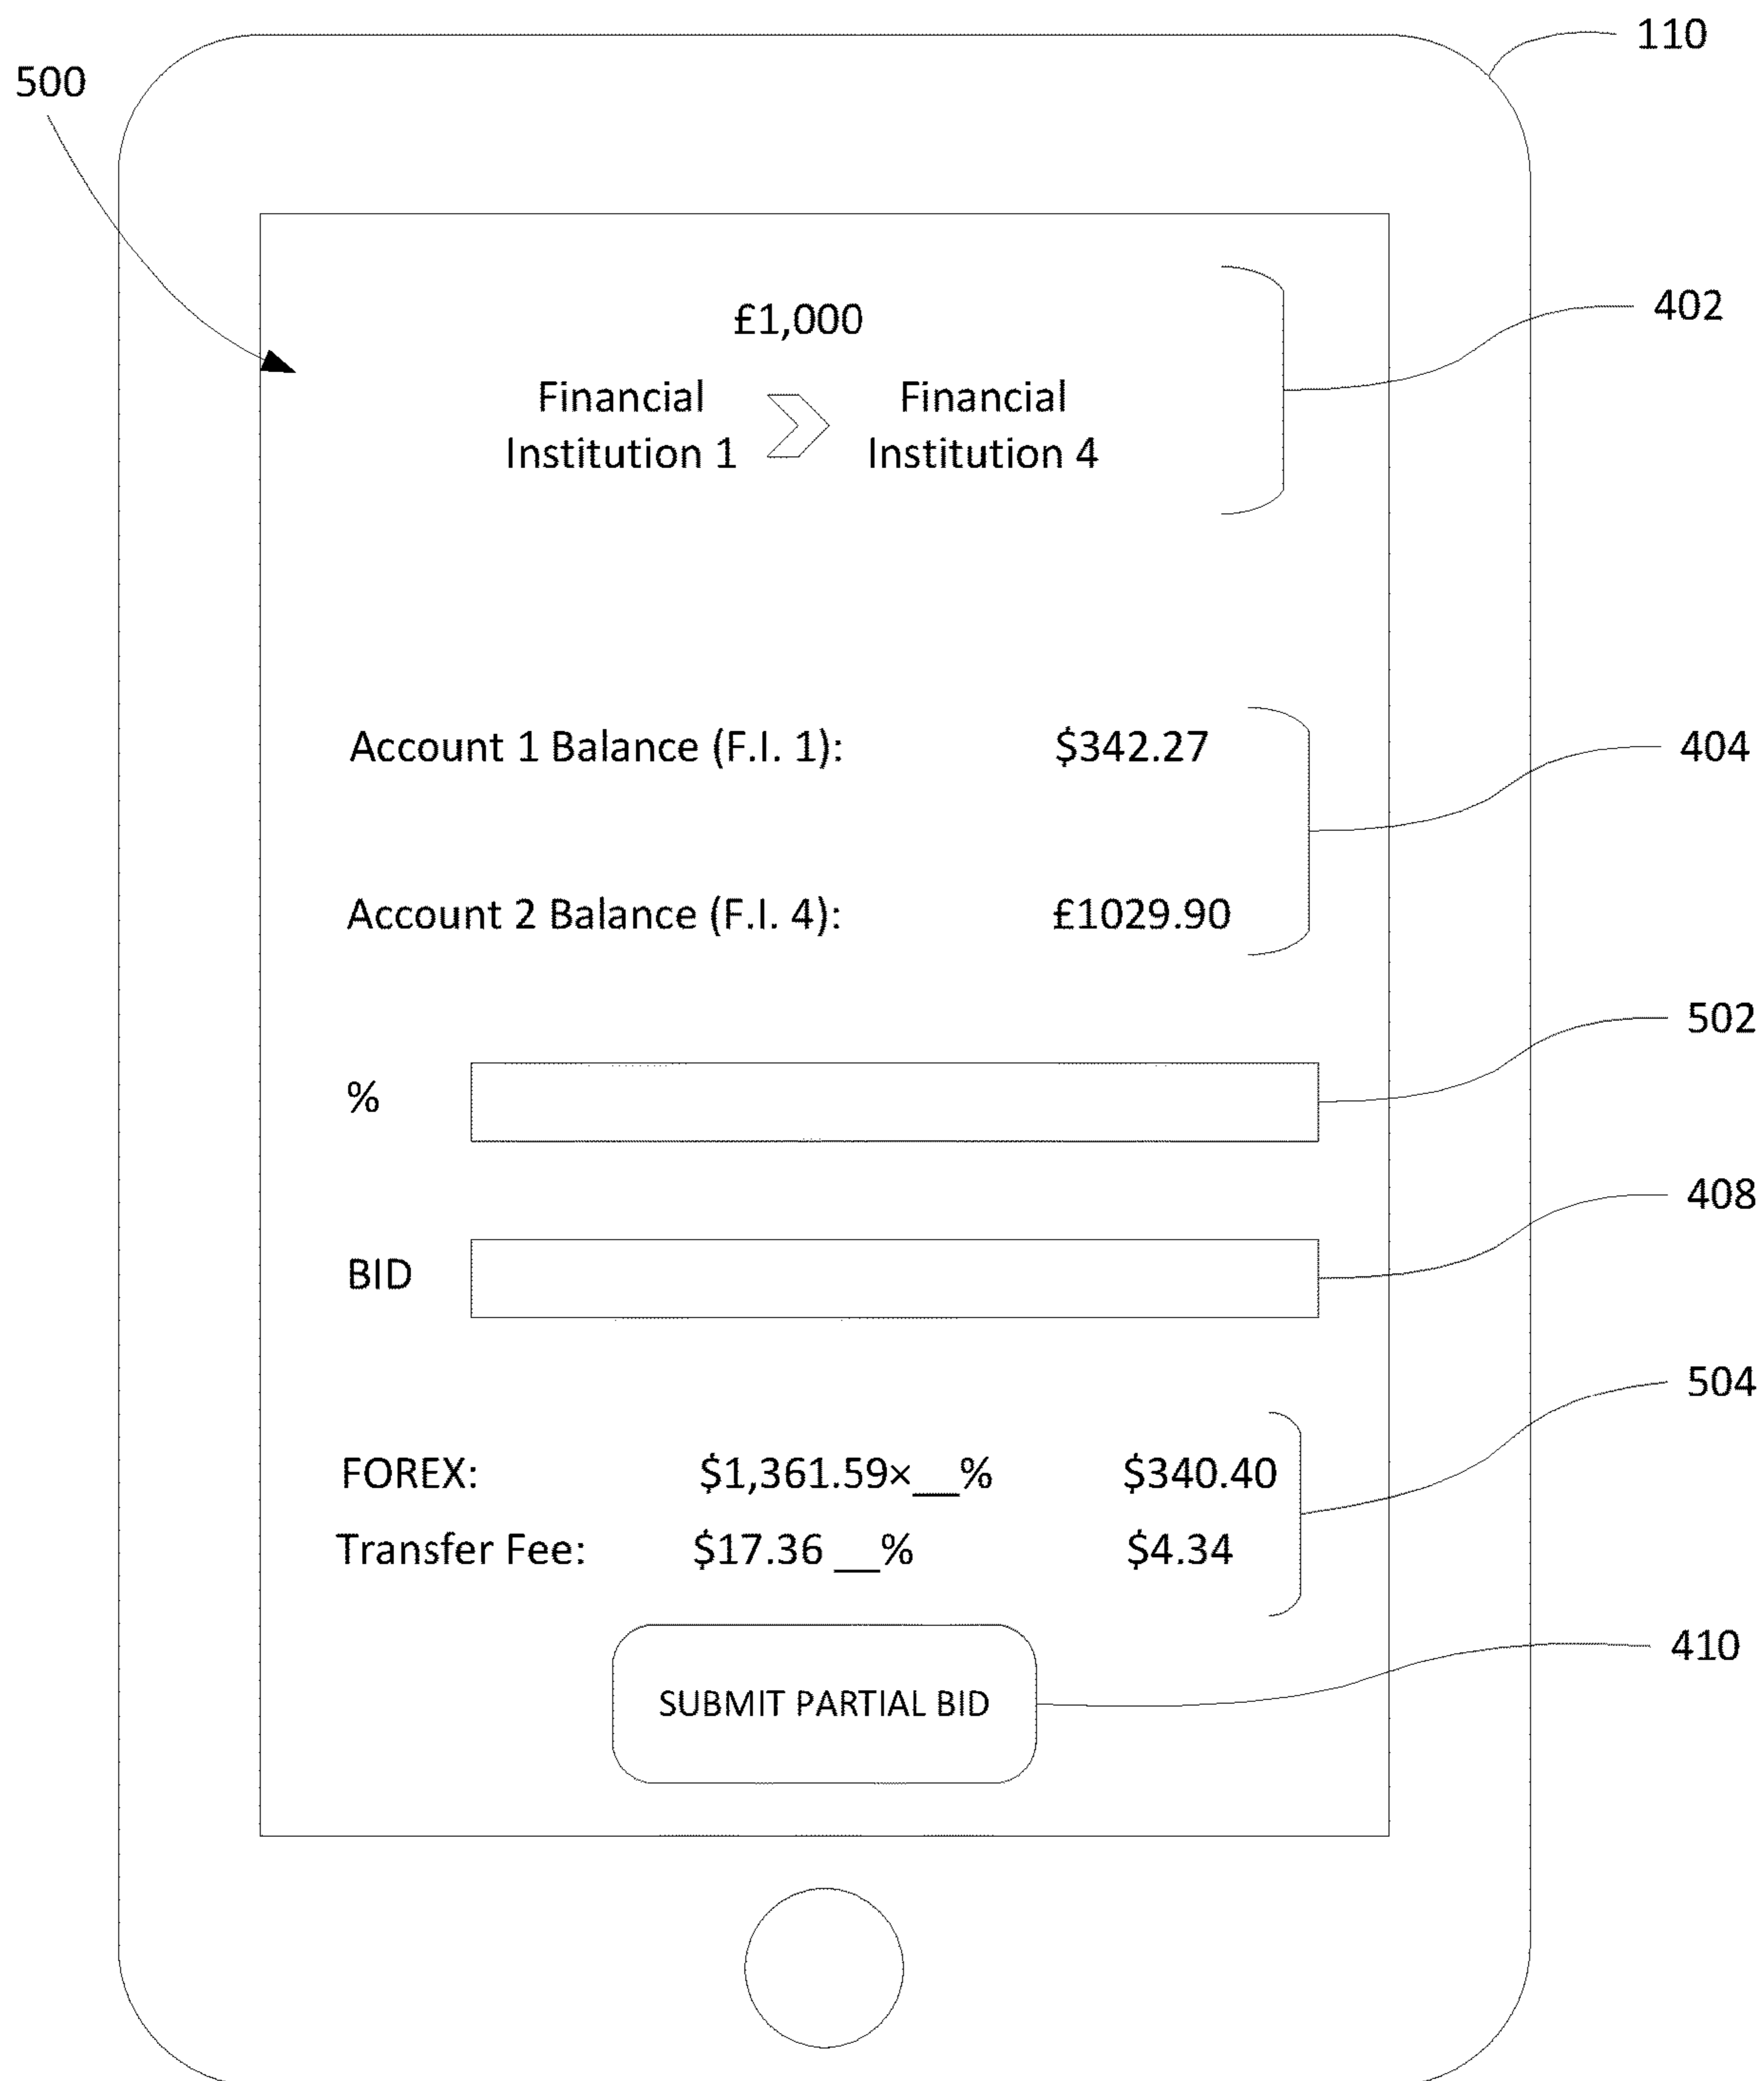 110
500
£1,000
402
Financial Institution 1
Financial Institution 4
Account 1 Balance (F.I. 1): $342.27
404
Account 2 Balance (F.I. 4): £1029.90
502
%
408
BID
504
FOREX: $1,361.59×__% $340.40
Transfer Fee: $17.36 __% $4.34
410
SUBMIT PARTIAL BID